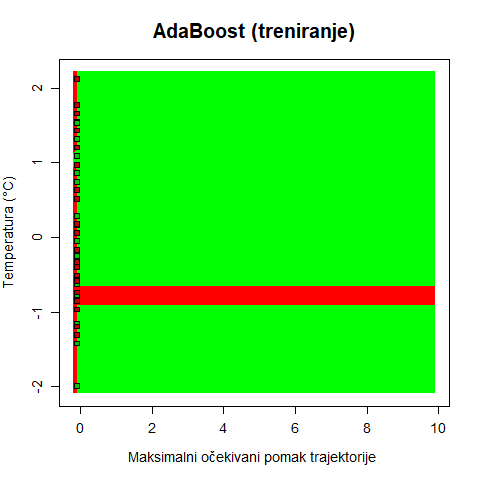 AdaBoost (treniranje)
Temperatura (°C)
2
1
0
-1
-2
0 2 4 6 8 10
Maksimalni očekivani pomak trajektorije